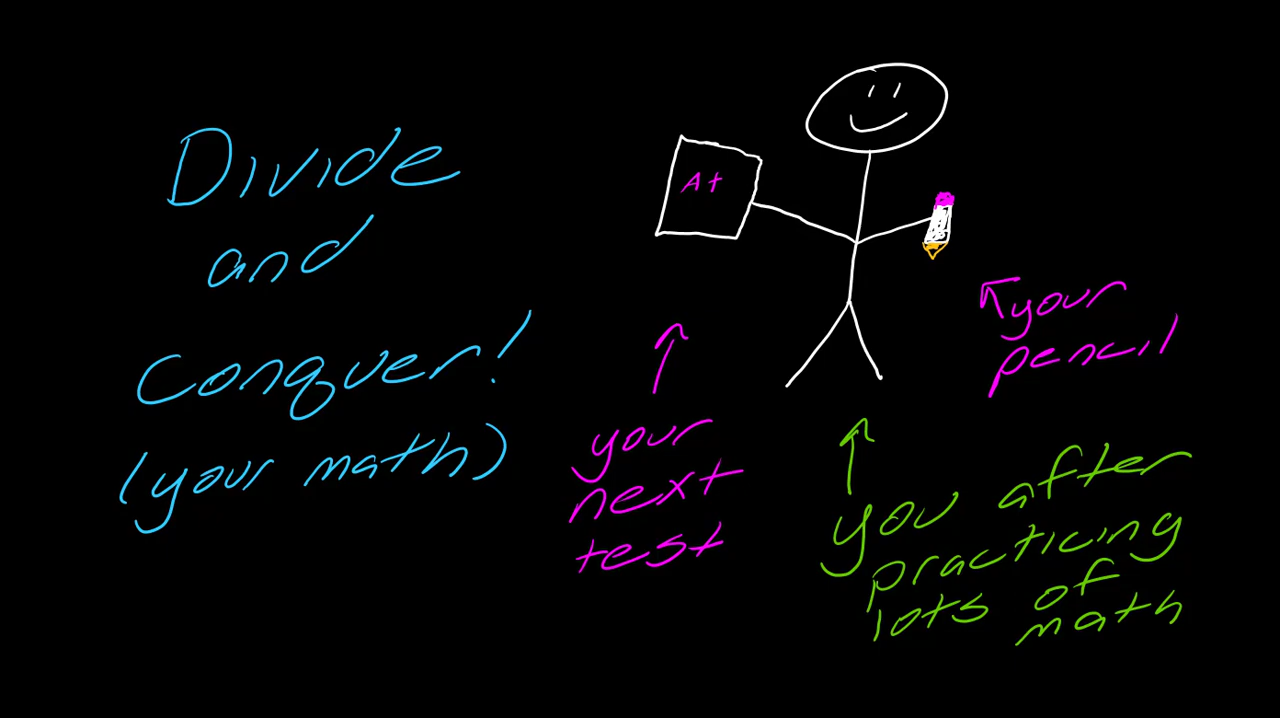 Divide
and
Conquer!
(your math)
A+
your
next
test
your
pencil
you after
practicing
lots of
math